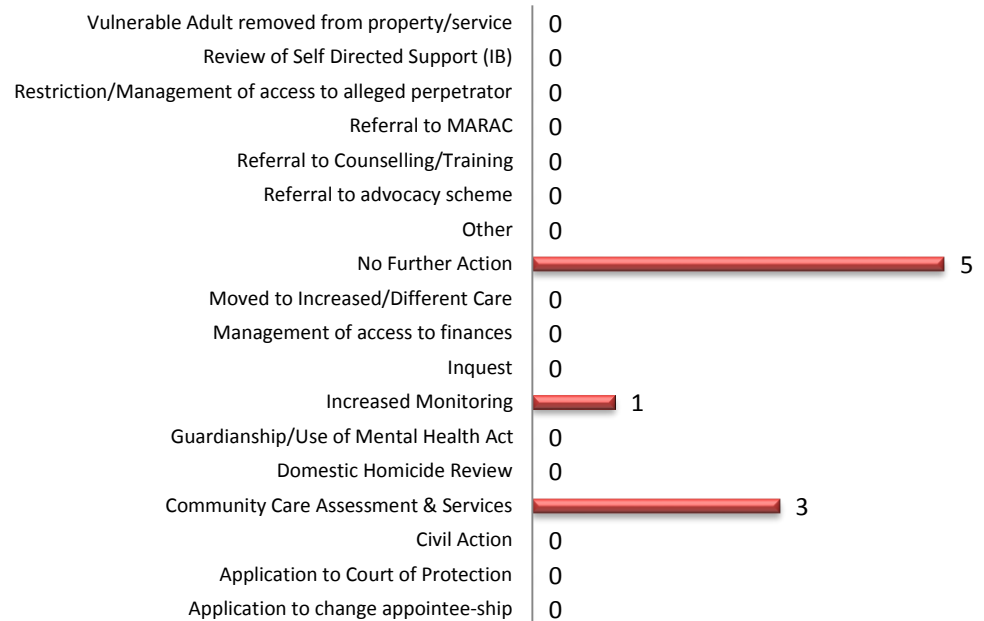 Vulnerable Adult removed from property/service 0
Review of Self Directed Support (IB) 0
Restriction/Management of access to alleged perpetrator 0
Referral to MARAC 0
Referral to Counselling/Training 0
Referral to advocacy scheme 0
Other 0
No Further Action 5
Moved to Increased/Different Care 0
Management of access to finances 0
Inquest 0
Increased Monitoring 1
Guardianship/Use of Mental Health Act 0
Domestic Homicide Review 0
Community Care Assessment & Services 3
Civil Action 0
Application to Court of Protection 0
Application to change appointee-ship 0